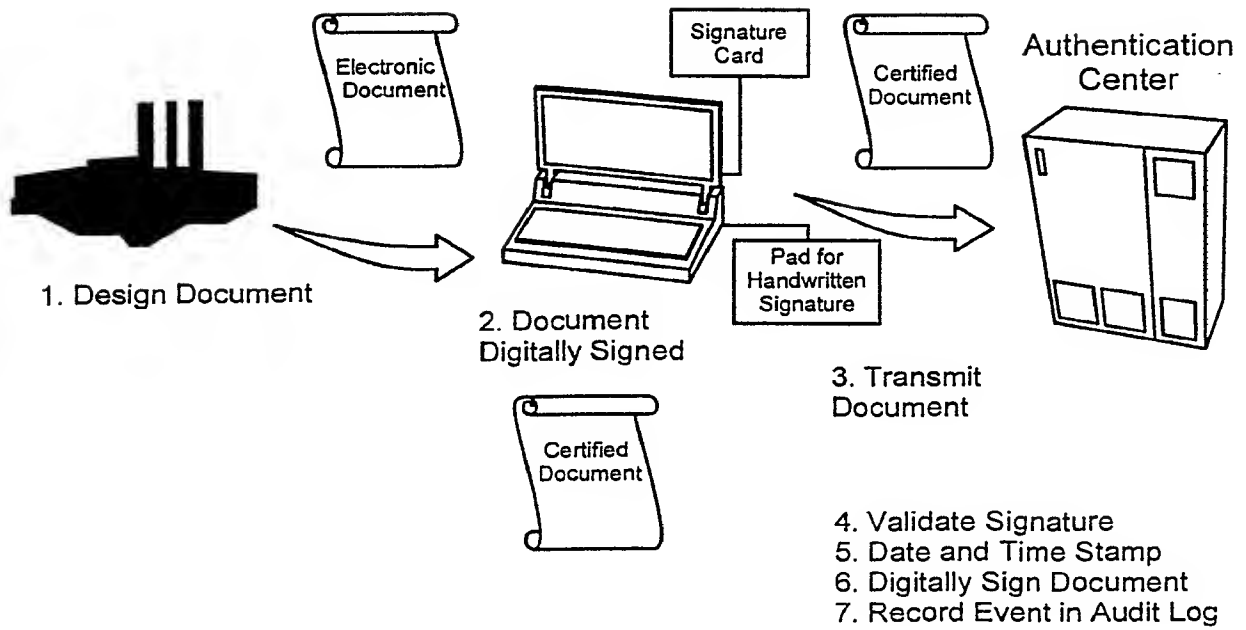 Electronic
Document
Signature
Card
Certified
Document
Authentication
Center
1. Design Document
Pad for
Handwritten
Signature
2. Document
Digitally Signed
3. Transmit
Document
Certified
Document
4. Validate Signature
5. Date and Time Stamp
6. Digitally Sign Document
7. Record Event in Audit Log